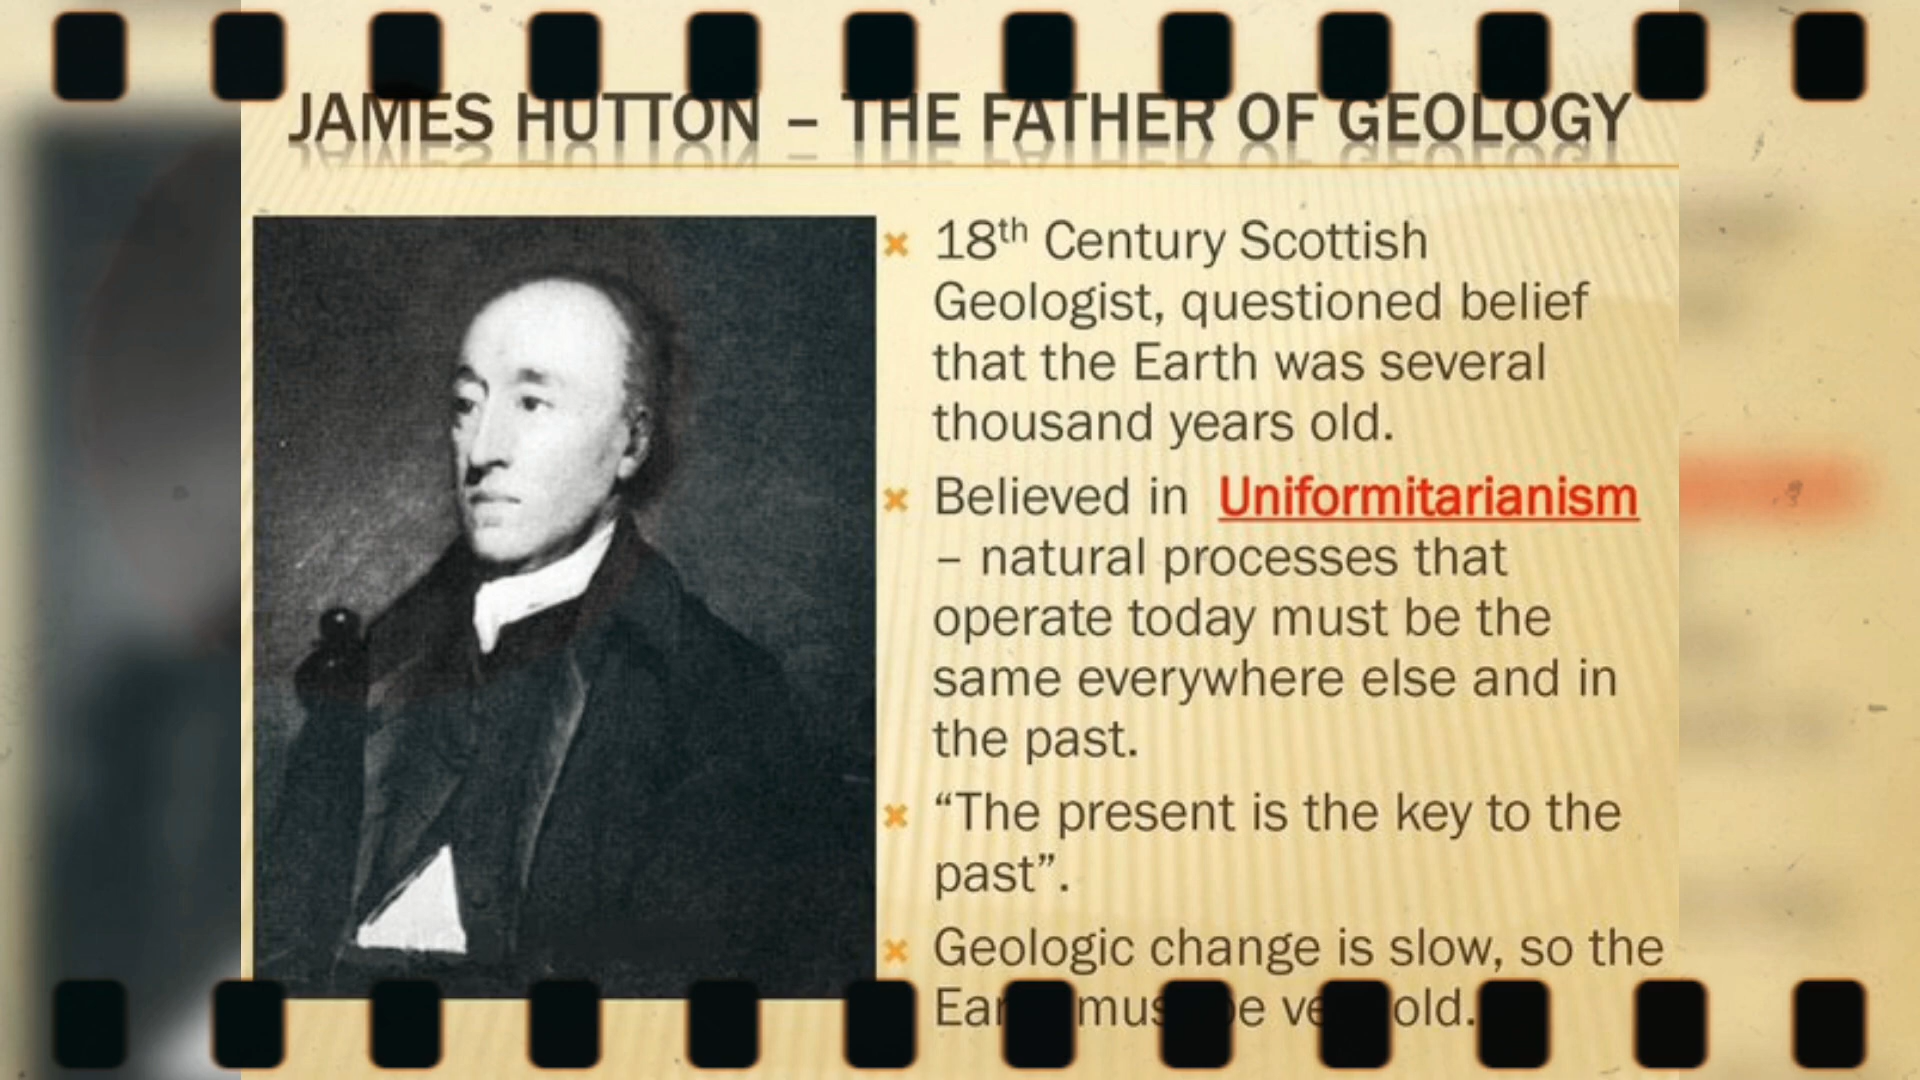 JAMES HUTTON – THE FATHER OF GEOLOGY
18th Century Scottish
Geologist, questioned belief
that the Earth was several
thousand years old.
Believed in Uniformitarianism
– natural processes that
operate today must be the
same everywhere else and in
the past.
“The present is the key to the
past”.
Geologic change is slow, so the
old.